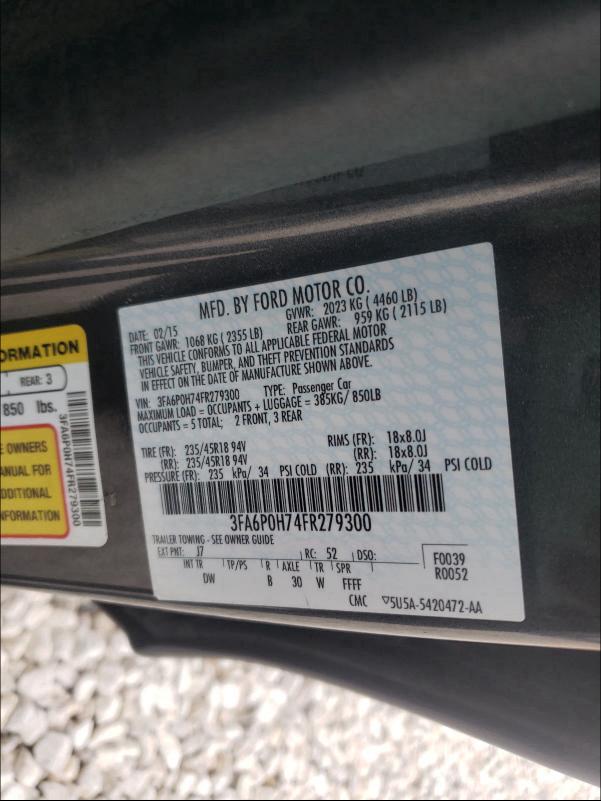 MFD. BY FORD MOTOR CO.
DATE: 02/15 GVWR: 2023 KG ( 4460 LB)
FRONT GAWR: 1068 KG ( 2355 LB) REAR GAWR: 959 KG ( 2115 LB)
THIS VEHICLE CONFORMS TO ALL APPLICABLE FEDERAL MOTOR
VEHICLE SAFETY, BUMPER, AND THEFT PREVENTION STANDARDS
IN EFFECT ON THE DATE OF MANUFACTURE SHOWN ABOVE.
VIN: 3FA6P0H74FR279300 TYPE: Passenger Car
MAXIMUM LOAD = OCCUPANTS + LUGGAGE = 385KG/ 850LB
OCCUPANTS = 5 TOTAL; 2 FRONT, 3 REAR
TIRE (FR): 235/45R18 94V RIMS (FR): 18x8.0J
(RR): 235/45R18 94V (RR): 18x8.0J
PRESSURE (FR): 235 kPa/ 34 PSI COLD (RR): 235 kPa/ 34 PSI COLD
3FA6P0H74FR279300
TRAILER TOWING - SEE OWNER GUIDE
EXT PNT: J7 RC: 52 DSO: F0039
INT TR TP/PS R AXLE TR SPR R0052
DW B 30 W FFFF
CMC ▽5U5A-5420472-AA
ORMATION
REAR: 3
850 lbs.
OWNERS
ANUAL FOR
ADDITIONAL
NFORMATION
3FA6P0H74FR279300